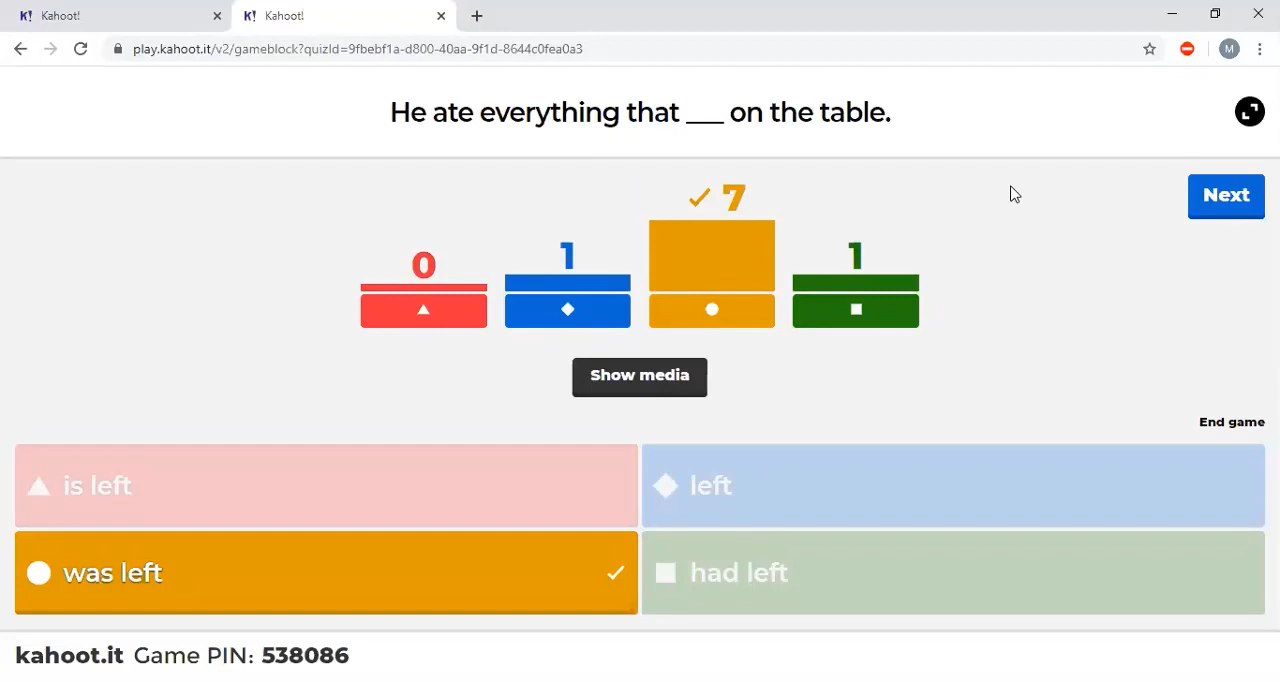 K! Kahoot!
K! Kahoot!
play.kahoot.it/v2/gameblock?quizId=9fbebf1a-d800-40aa-9f1d-8644c0fea0a3
M
He ate everything that ___ on the table.
Next
0
1
7
1
Show media
End game
is left
left
was left
had left
kahoot.it Game PIN: 538086